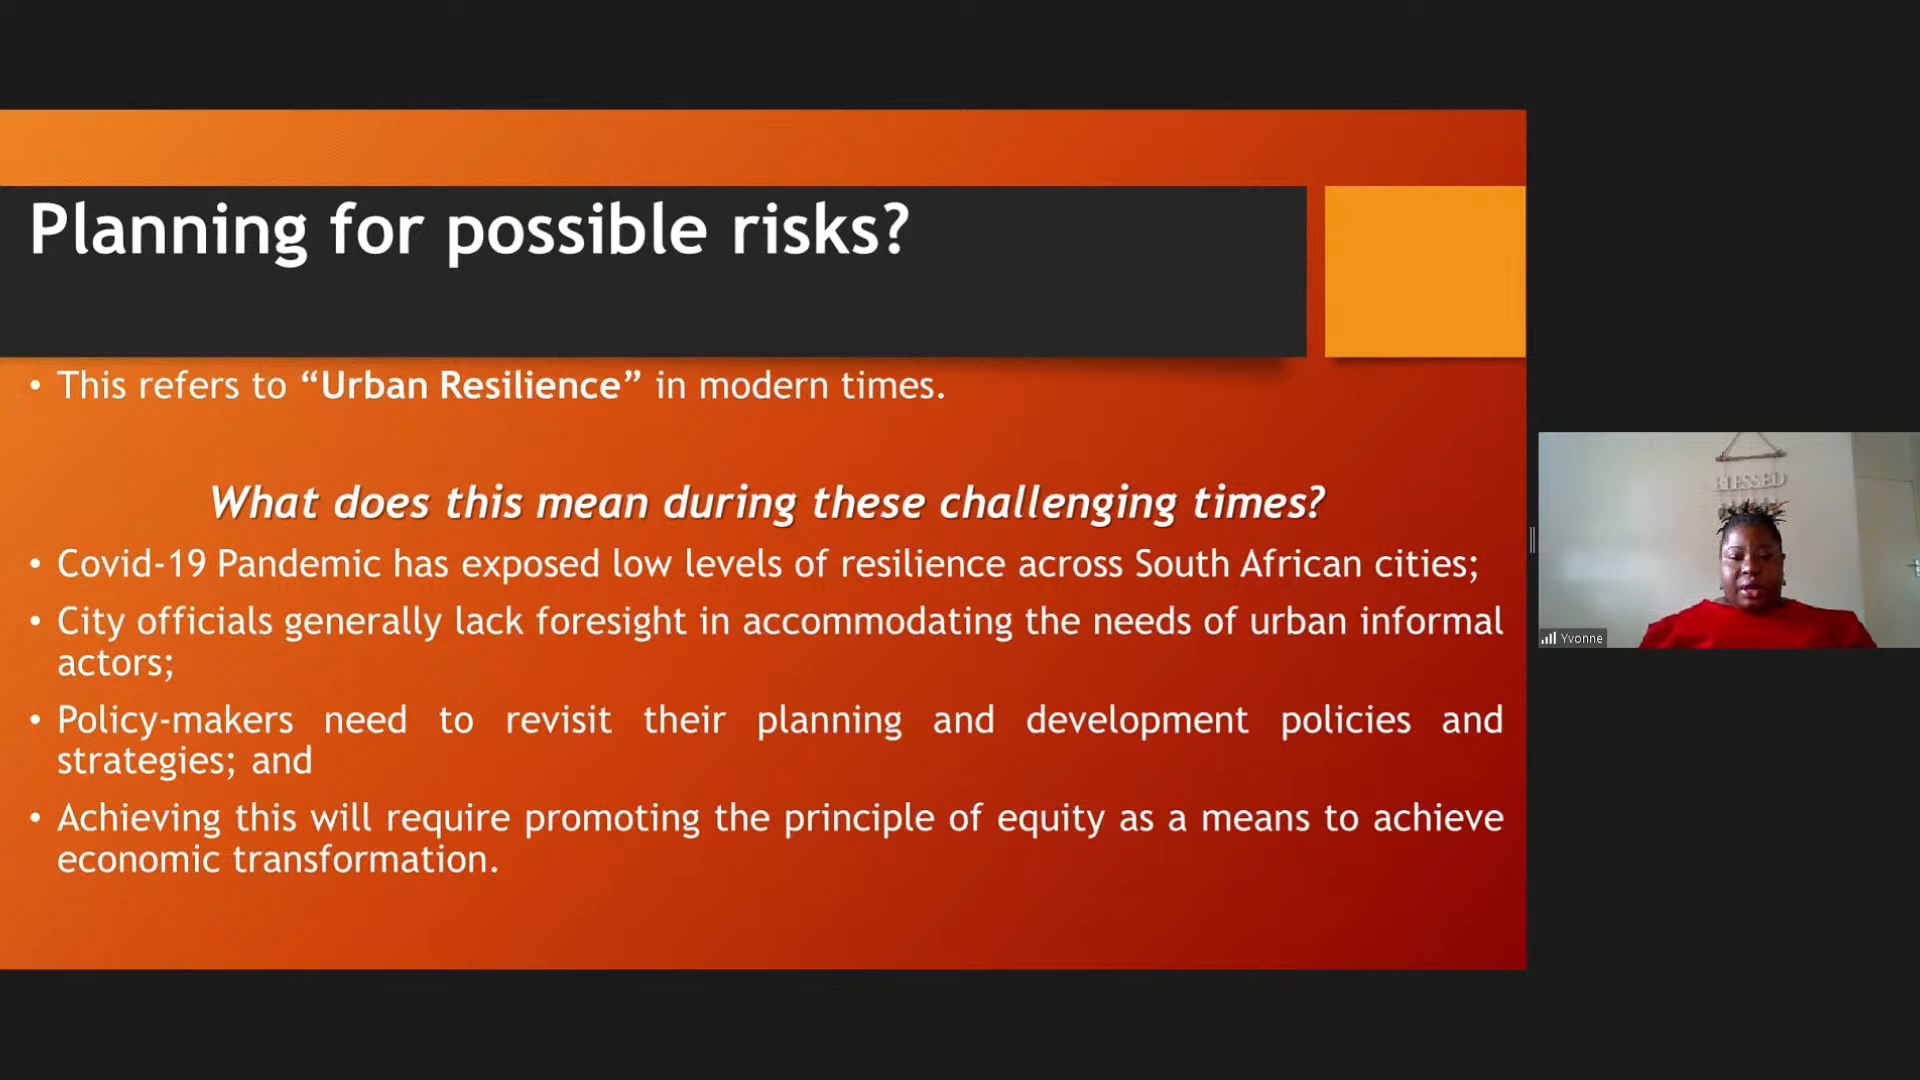 Planning for possible risks?
• This refers to “Urban Resilience” in modern times.
What does this mean during these challenging times?
• Covid-19 Pandemic has exposed low levels of resilience across South African cities;
• City officials generally lack foresight in accommodating the needs of urban informal
actors;
• Policy-makers need to revisit their planning and development policies and
strategies; and
• Achieving this will require promoting the principle of equity as a means to achieve
economic transformation.
BLESSED
Yvonne